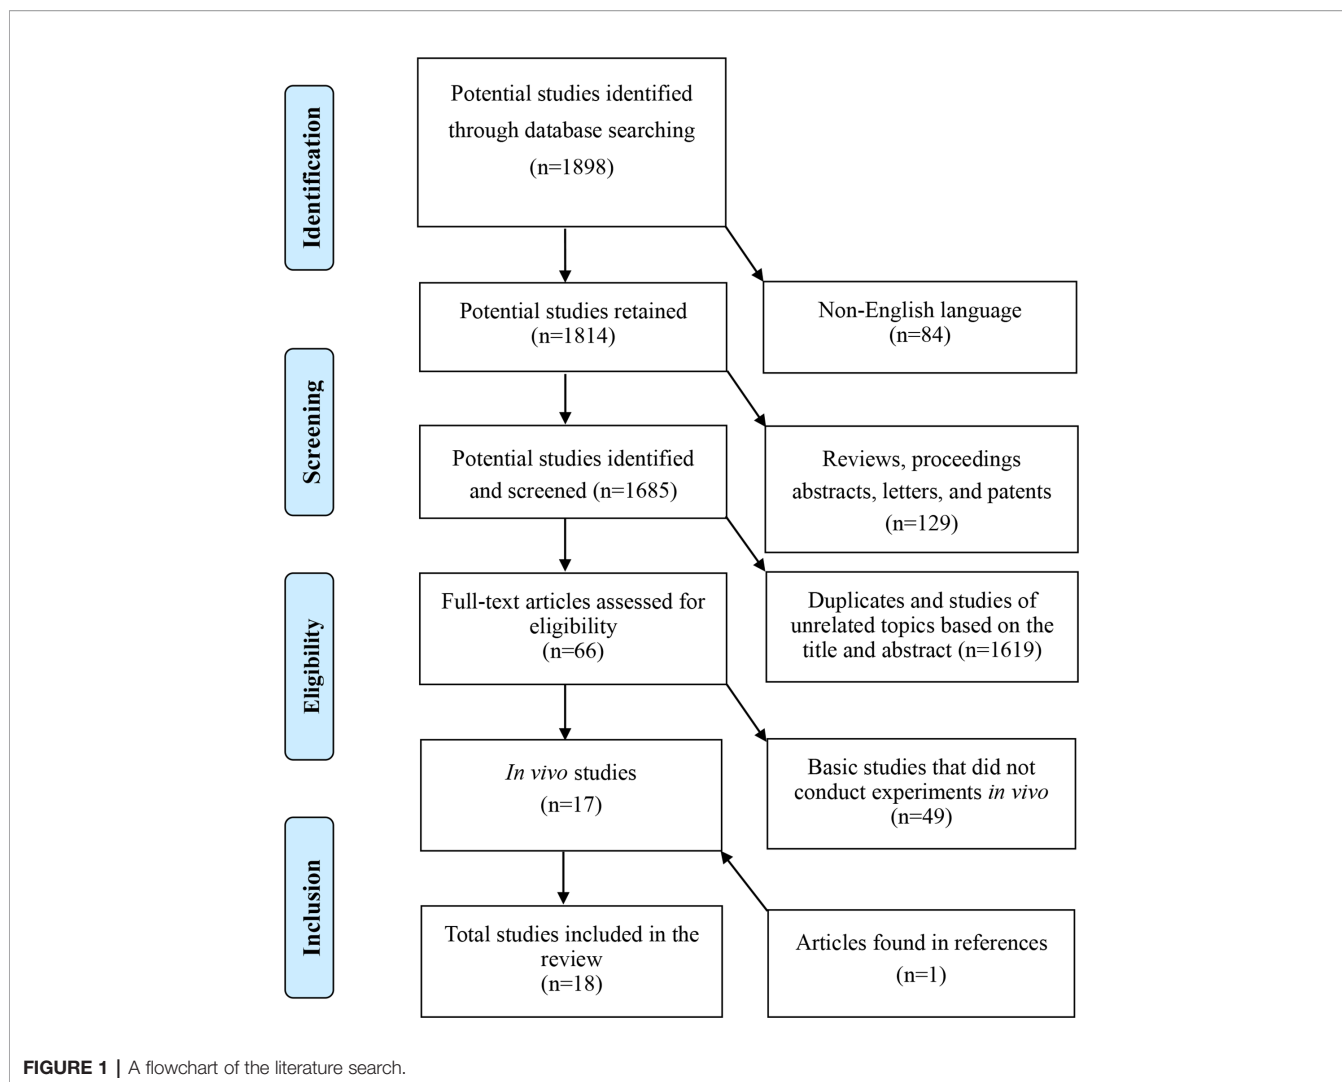 Identification
Potential studies identified
through database searching
(n=1898)
Non-English language
(n=84)
Potential studies retained
(n=1814)
Screening
Reviews, proceedings
abstracts, letters, and patents
(n=129)
Potential studies identified
and screened (n=1685)
Eligibility
Duplicates and studies of
unrelated topics based on the
title and abstract (n=1619)
Full-text articles assessed for
eligibility
(n=66)
Basic studies that did not
conduct experiments in vivo
(n=49)
In vivo studies
(n=17)
Inclusion
Articles found in references
(n=1)
Total studies included in the
review
(n=18)
FIGURE 1 | A flowchart of the literature search.